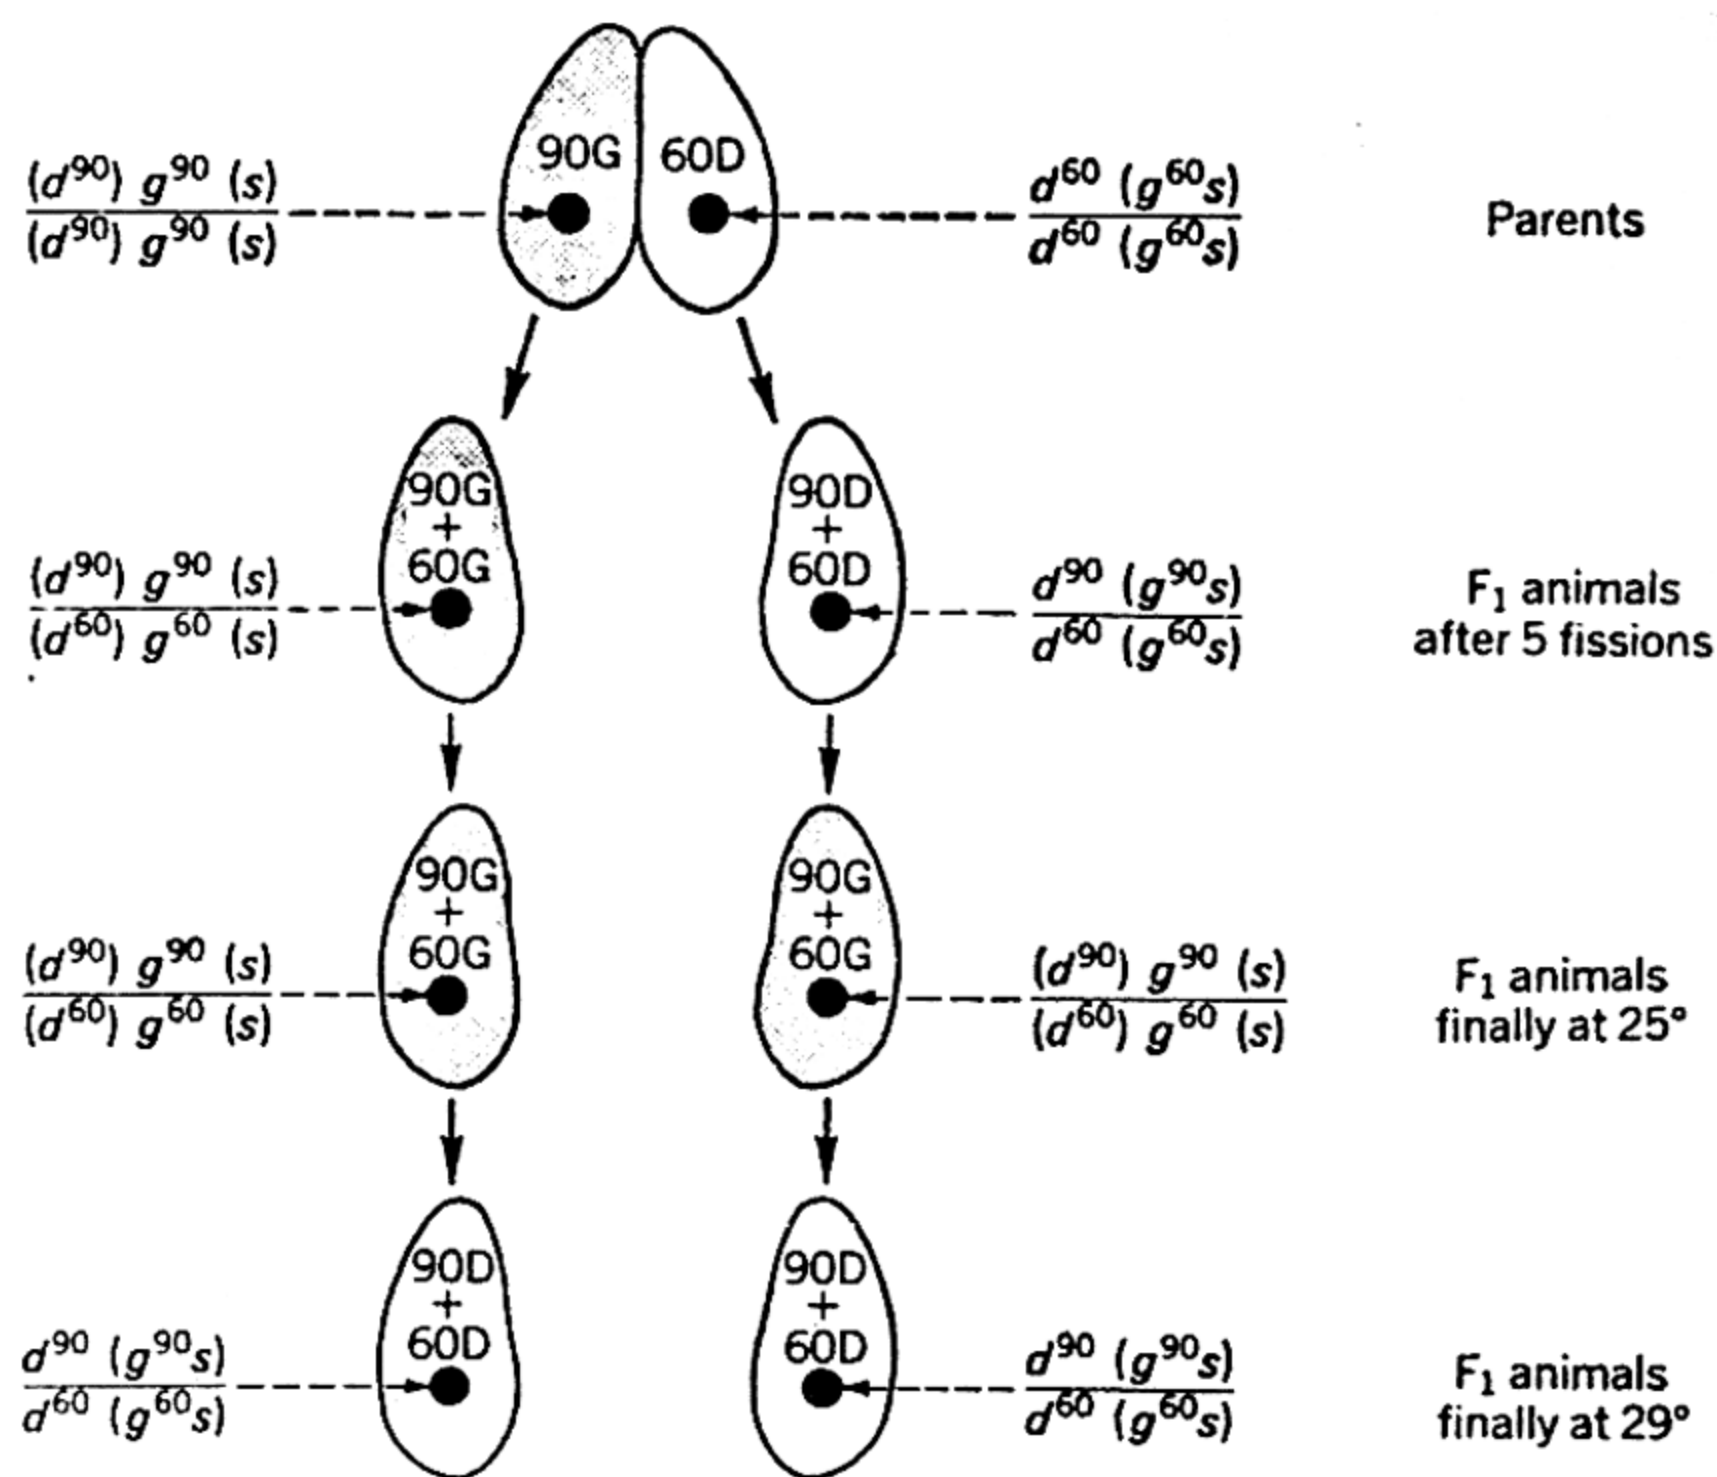 90G 60D
(d⁹⁰) g⁹⁰ (s)
(d⁹⁰) g⁹⁰ (s)
d⁶⁰ (g⁶⁰s)
d⁶⁰ (g⁶⁰s)
Parents
90G
+
60G
(d⁹⁰) g⁹⁰ (s)
(d⁶⁰) g⁶⁰ (s)
90D
+
60D
d⁹⁰ (g⁹⁰s)
d⁶⁰ (g⁶⁰s)
F₁ animals
after 5 fissions
90G
+
60G
(d⁹⁰) g⁹⁰ (s)
(d⁶⁰) g⁶⁰ (s)
90G
+
60G
(d⁹⁰) g⁹⁰ (s)
(d⁶⁰) g⁶⁰ (s)
F₁ animals
finally at 25°
90D
+
60D
d⁹⁰ (g⁹⁰s)
d⁶⁰ (g⁶⁰s)
90D
+
60D
d⁹⁰ (g⁹⁰s)
d⁶⁰ (g⁶⁰s)
F₁ animals
finally at 29°